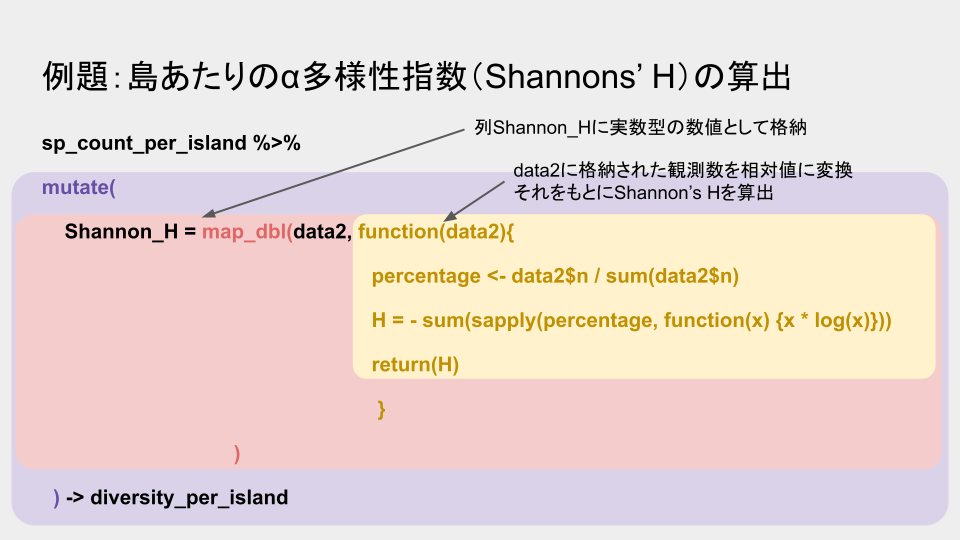 例題：島あたりのα多様性指数（Shannons’ H）の算出
列Shannon_Hに実数型の数値として格納
sp_count_per_island %>%
data2に格納された観測数を相対値に変換
それをもとにShannon’s Hを算出
mutate(
Shannon_H = map_dbl(data2, function(data2){
percentage <- data2$n / sum(data2$n)
H = - sum(sapply(percentage, function(x) {x * log(x)}))
return(H)
}
)
) -> diversity_per_island